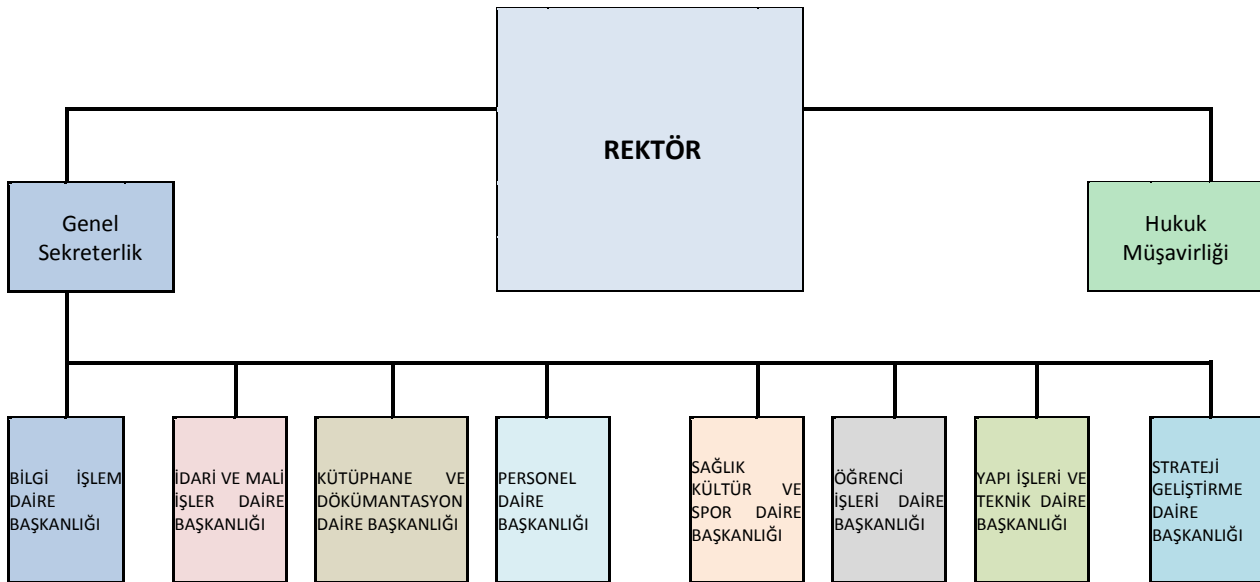 REKTÖR
Genel
Sekreterlik
Hukuk
Müşavirliği
BİLGİ İŞLEM
DAİRE
BAŞKANLIĞI
İDARİ VE MALİ
İŞLER DAİRE
BAŞKANLIĞI
KÜTÜPHANE VE
DÖKÜMANTASYON
DAİRE BAŞKANLIĞI
PERSONEL
DAİRE
BAŞKANLIĞI
SAĞLIK
KÜLTÜR VE
SPOR DAİRE
BAŞKANLIĞI
ÖĞRENCİ
İŞLERİ DAİRE
BAŞKANLIĞI
YAPI İŞLERİ VE
TEKNİK DAİRE
BAŞKANLIĞI
STRATEJİ
GELİŞTİRME
DAİRE
BAŞKANLIĞI